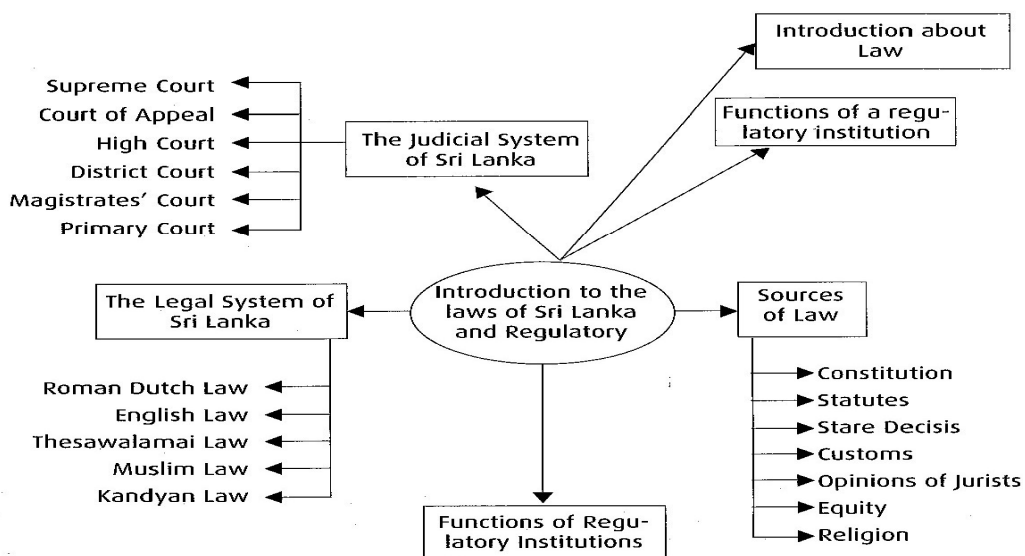 Introduction about
Law
Functions of a regu-
latory institution
Supreme Court
Court of Appeal
High Court
District Court
Magistrates' Court
Primary Court
The Judicial System
of Sri Lanka
Introduction to the
laws of Sri Lanka
and Regulatory
The Legal System of
Sri Lanka
Roman Dutch Law
English Law
Thesawalamai Law
Muslim Law
Kandyan Law
Sources
of Law
Constitution
Statutes
Stare Decisis
Customs
Opinions of Jurists
Equity
Religion
Functions of Regu-
latory Institutions